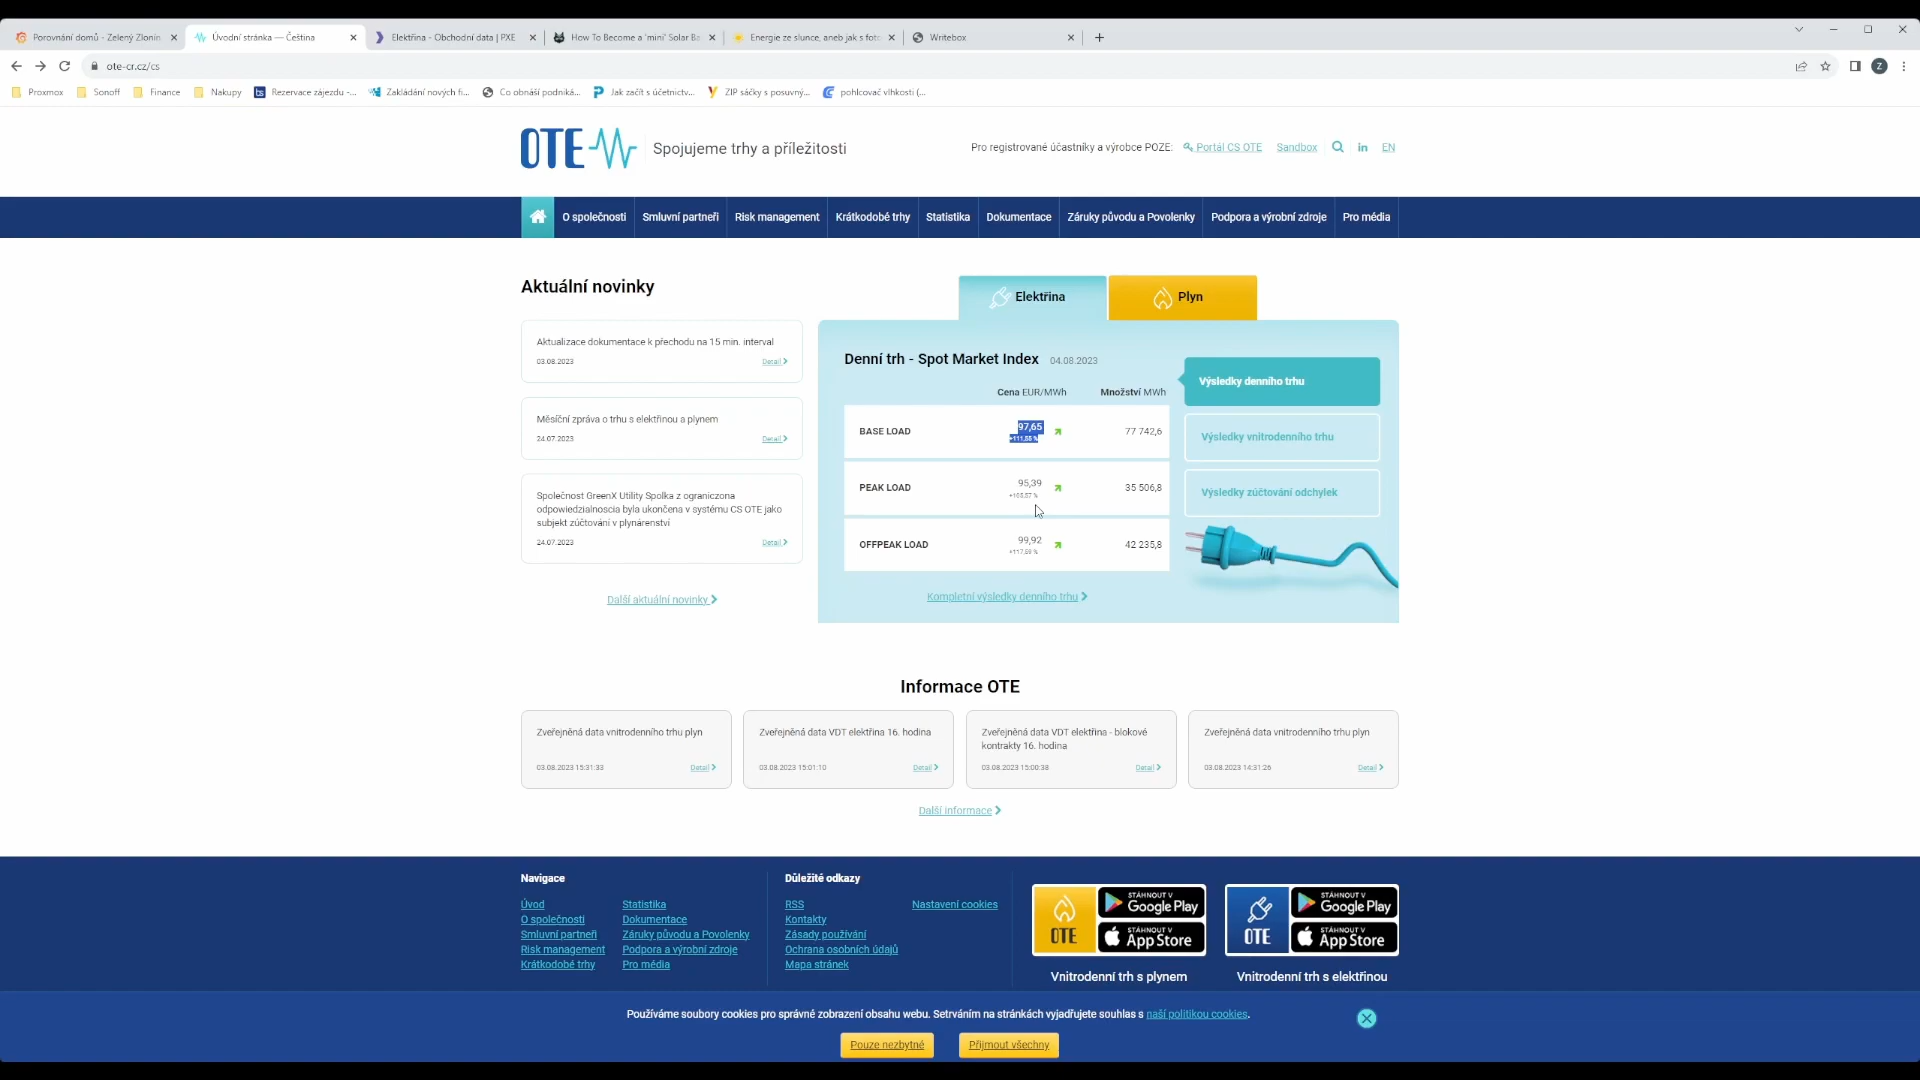 Porovnání domů - Zelený Zlonín
Úvodní stránka — Čeština
Elektřina - Obchodní data | PXE
How To Become a 'mini' Solar Ba
Energie ze slunce, aneb jak s foto
Writebox
ote-cr.cz/cs
Z
Proxmox
Sonoff
Finance
Nákupy
Rezervace zájezdu -...
Zakládání nových fi...
Co obnáší podniká...
Jak začít s účetnictv...
ZIP sáčky s posuvný...
pohlcovač vlhkosti (...
OTE
Spojujeme trhy a příležitosti
Pro registrované účastníky a výrobce POZE:
Portál CS OTE
Sandbox
in
EN
O společnosti
Smluvní partneři
Risk management
Krátkodobé trhy
Statistika
Dokumentace
Záruky původu a Povolenky
Podpora a výrobní zdroje
Pro média
Aktuální novinky
Aktualizace dokumentace k přechodu na 15 min. interval
03.08.2023
Detail
Měsíční zpráva o trhu s elektřinou a plynem
24.07.2023
Detail
Společnost GreenX Utility Spolka z ograniczona
odpowiedzialnoscia byla ukončena v systému CS OTE jako
subjekt zúčtování v plynárenství
24.07.2023
Detail
Další aktuální novinky
Elektřina
Plyn
Denní trh - Spot Market Index 04.08.2023
Cena EUR/MWh
Množství MWh
BASE LOAD
97,65
+111,55 %
77 742,6
PEAK LOAD
95,39
35 506,8
OFFPEAK LOAD
99,92
+117,59 %
42 235,8
Kompletní výsledky denního trhu
Výsledky denního trhu
Výsledky vnitrodenního trhu
Výsledky zúčtování odchylek
Informace OTE
Zveřejněná data vnitrodenního trhu plyn
03.08.2023 15:31:33
Detail
Zveřejněná data VDT elektřina 16. hodina
03.08.2023 15:01:10
Detail
Zveřejněná data VDT elektřina - blokové
kontrakty 16. hodina
03.08.2023 15:00:38
Detail
Zveřejněná data vnitrodenního trhu plyn
03.08.2023 14:31:26
Detail
Další informace
Navigace
Úvod
O společnosti
Smluvní partneři
Risk management
Krátkodobé trhy
Statistika
Dokumentace
Záruky původu a Povolenky
Podpora a výrobní zdroje
Pro média
Důležité odkazy
RSS
Kontakty
Zásady používání
Ochrana osobních údajů
Mapa stránek
Nastavení cookies
OTE
STÁHNOUT V
Google Play
STÁHNOUT V
App Store
Vnitrodenní trh s plynem
OTE
STÁHNOUT V
Google Play
STÁHNOUT V
App Store
Vnitrodenní trh s elektřinou
Používáme soubory cookies pro správné zobrazení obsahu webu. Setrváním na stránkách vyjadřujete souhlas s naší politikou cookies.
Pouze nezbytné
Přijmout všechny